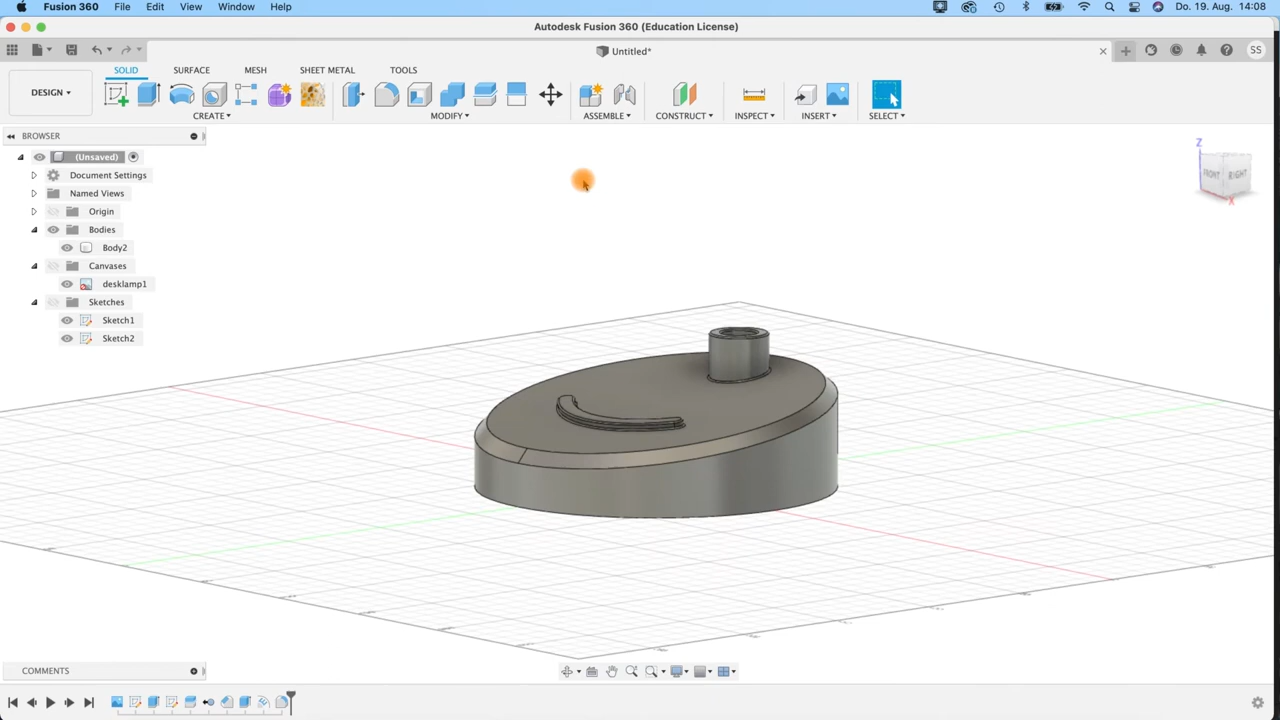 Fusion 360 File Edit View Window Help Do. 19. Aug. 14:08
Autodesk Fusion 360 (Education License)
Untitled*
SS
SOLID SURFACE MESH SHEET METAL TOOLS
DESIGN
CREATE MODIFY ASSEMBLE CONSTRUCT INSPECT INSERT SELECT
BROWSER
(Unsaved)
Document Settings
Named Views
Origin
Bodies
Body2
Canvases
desklamp1
Sketches
Sketch1
Sketch2
Z
FRONT RIGHT
X
COMMENTS